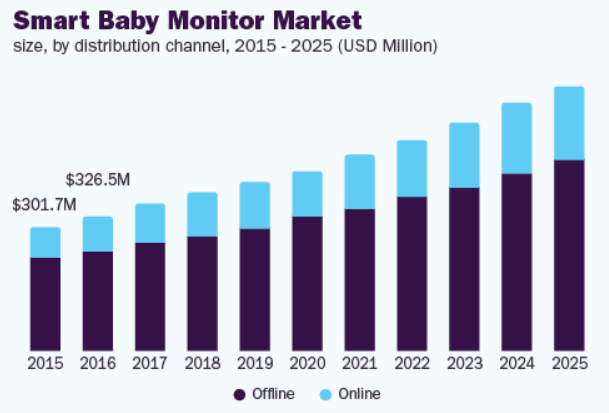 Smart Baby Monitor Market
size, by distribution channel, 2015 - 2025 (USD Million)
$326.5M
$301.7M
2015 2016 2017 2018 2019 2020 2021 2022 2023 2024 2025
Offline Online